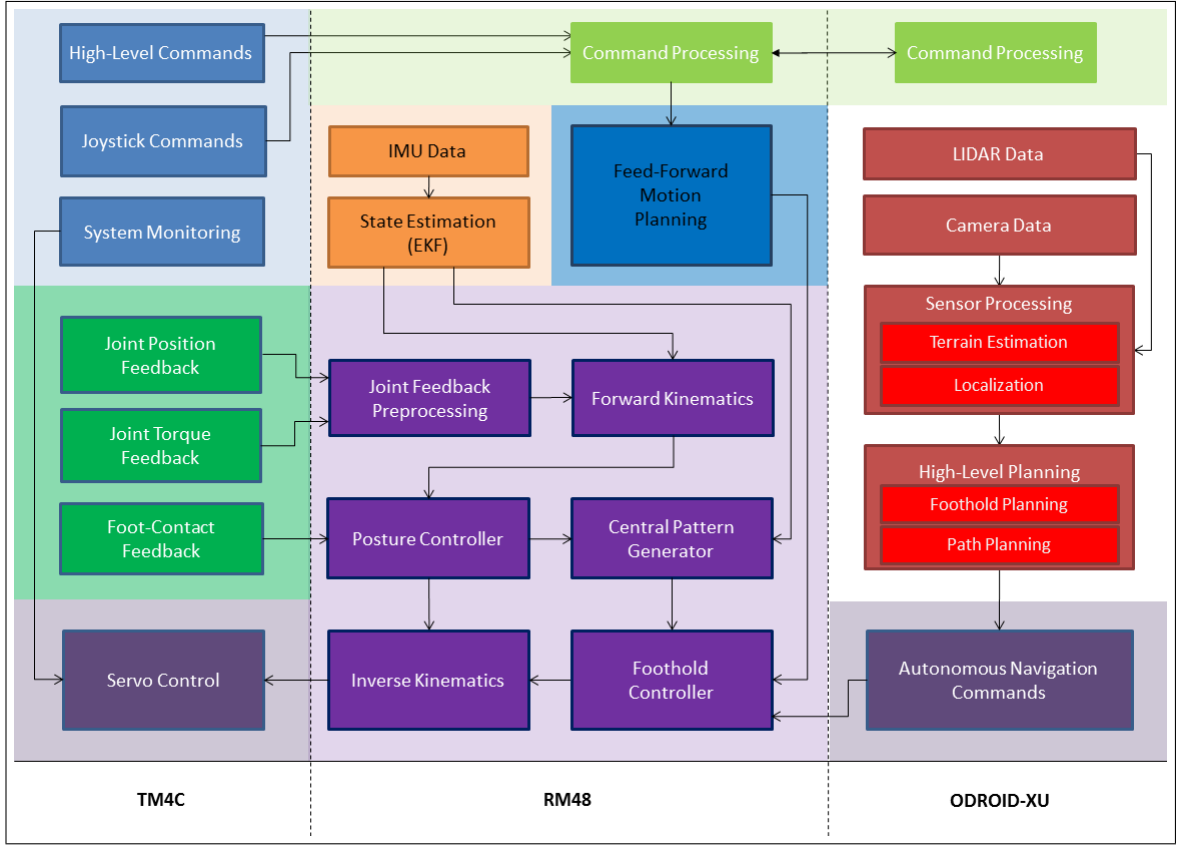 High-Level Commands
Command Processing
Command Processing
Joystick Commands
IMU Data
Feed-Forward
Motion
Planning
LIDAR Data
System Monitoring
State Estimation
(EKF)
Camera Data
Sensor Processing
Terrain Estimation
Localization
Joint Position
Feedback
Joint Feedback
Preprocessing
Forward Kinematics
Joint Torque
Feedback
High-Level Planning
Foothold Planning
Path Planning
Foot-Contact
Feedback
Posture Controller
Central Pattern
Generator
Servo Control
Inverse Kinematics
Foothold
Controller
Autonomous Navigation
Commands
TM4C
RM48
ODROID-XU